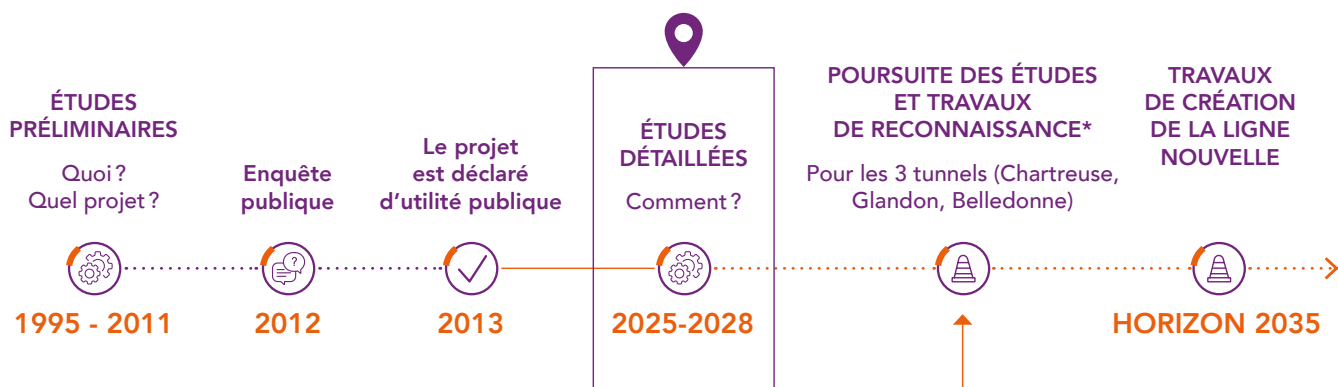 ÉTUDES
PRÉLIMINAIRES
Quoi ?
Quel projet ?
1995 - 2011
Enquête
publique
2012
Le projet
est déclaré
d’utilité publique
2013
ÉTUDES
DÉTAILLÉES
Comment ?
2025-2028
POURSUITE DES ÉTUDES
ET TRAVAUX
DE RECONNAISSANCE*
Pour les 3 tunnels (Chartreuse,
Glandon, Belledonne)
TRAVAUX
DE CRÉATION
DE LA LIGNE
NOUVELLE
HORIZON 2035